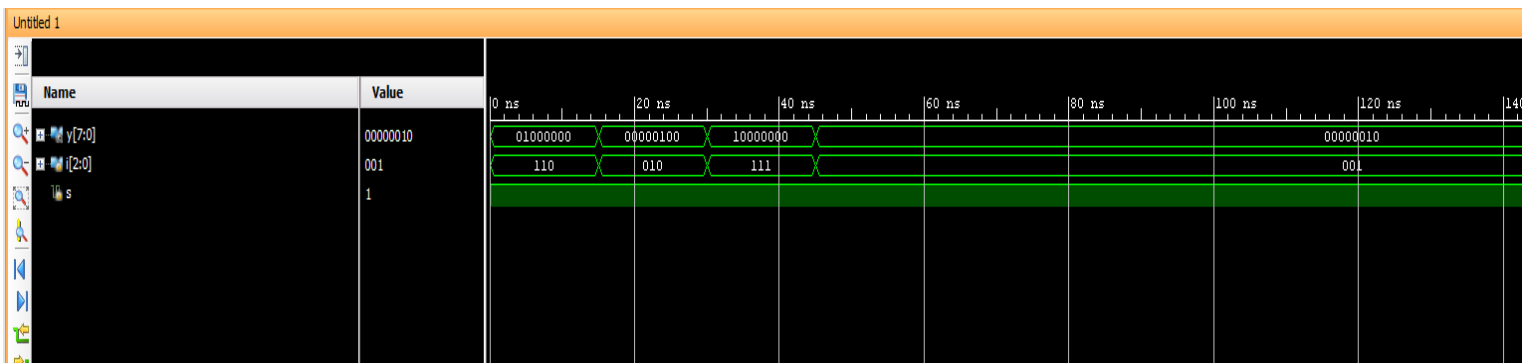 Untitled 1
Name Value
0 ns 20 ns 40 ns 60 ns 80 ns 100 ns 120 ns 140
y[7:0] 00000010 01000000 00000100 10000000 00000010
i[2:0] 001 110 010 111 001
s 1